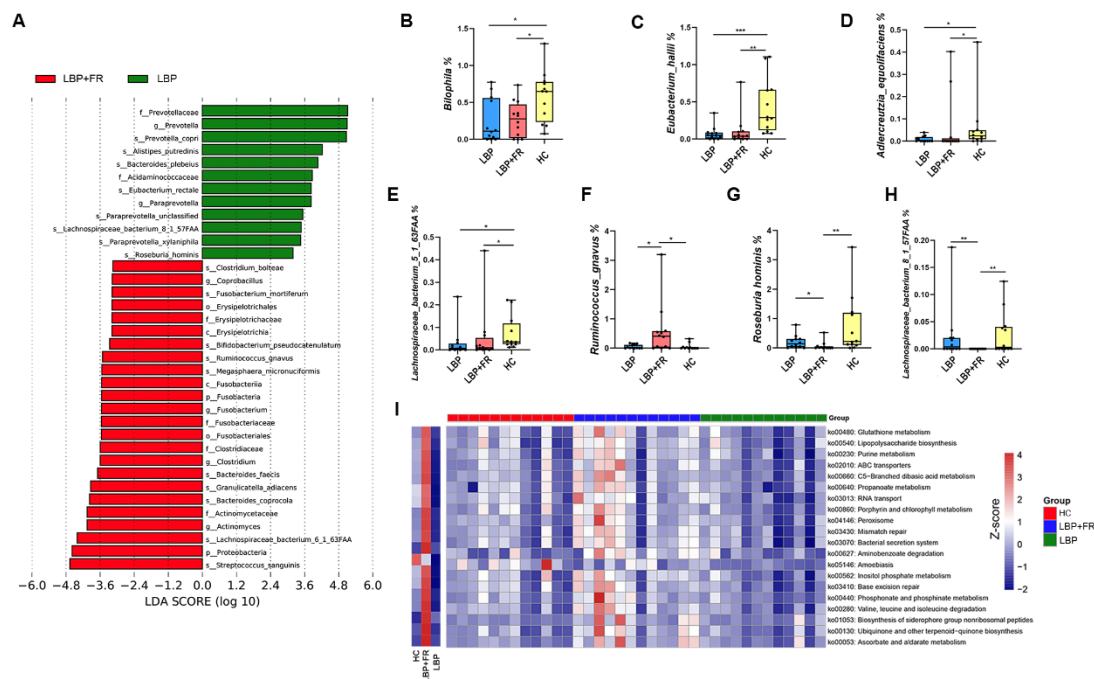 A
LBP+FR
LBP
f__Prevotellaceae
g__Prevotella
s__Prevotella_copri
s__Alistipes_putredinis
s__Bacteroides_plebeius
f__Acidaminococcaceae
s__Eubacterium_rectale
g__Paraprevotella
s__Paraprevotella_unclassified
s__Lachnospiraceae_bacterium_8_1_57FAA
s__Paraprevotella_xylaniphila
s__Roseburia_hominis
s__Clostridium_bolteae
g__Coprobacillus
s__Fusobacterium_mortiferum
o__Erysipelotrichales
f__Erysipelotrichaceae
c__Erysipelotrichia
s__Bifidobacterium_pseudocatenulatum
s__Ruminococcus_gnavus
s__Megasphaera_micronuciformis
c__Fusobacteriia
p__Fusobacteria
g__Fusobacterium
f__Fusobacteriaceae
o__Fusobacteriales
f__Clostridiaceae
g__Clostridium
s__Bacteroides_faecis
s__Granulicatella_adiacens
s__Bacteroides_coprocola
f__Actinomycetaceae
g__Actinomyces
s__Lachnospiraceae_bacterium_6_1_63FAA
p__Proteobacteria
s__Streptococcus_sanguinis
−6.0 −4.8 −3.6 −2.4 −1.2 0.0 1.2 2.4 3.6 4.8 6.0
LDA SCORE (log 10)
B
Bilophila %
1.5
1.0
0.5
0.0
* *
LBP LBP+FR HC
C
Eubacterium_hallii %
1.5
1.0
0.5
0.0
*** **
LBP LBP+FR HC
D
Adlercreutzia_equolifaciens %
0.5
0.4
0.3
0.2
0.1
0.0
* *
LBP LBP+FR HC
E
Lachnospiraceae_bacterium_5_1_63FAA %
0.5
0.4
0.3
0.2
0.1
0.0
* *
LBP LBP+FR HC
F
Ruminococcus_gnavus %
4
3
2
1
0
* *
LBP LBP+FR HC
G
Roseburia hominis %
4
3
2
1
0
* **
LBP LBP+FR HC
H
Lachnospiraceae_bacterium_8_1_57FAA %
0.20
0.15
0.10
0.05
0.00
** **
LBP LBP+FR HC
I
Group
ko00480: Glutathione metabolism
ko00540: Lipopolysaccharide biosynthesis
ko00230: Purine metabolism
ko02010: ABC transporters
ko00660: C5−Branched dibasic acid metabolism
ko00640: Propanoate metabolism
ko03013: RNA transport
ko00860: Porphyrin and chlorophyll metabolism
ko04146: Peroxisome
ko03430: Mismatch repair
ko03070: Bacterial secretion system
ko00627: Aminobenzoate degradation
ko05146: Amoebiasis
ko00562: Inositol phosphate metabolism
ko03410: Base excision repair
ko00440: Phosphonate and phosphinate metabolism
ko00280: Valine, leucine and isoleucine degradation
ko01053: Biosynthesis of siderophore group nonribosomal peptides
ko00130: Ubiquinone and other terpenoid−quinone biosynthesis
ko00053: Ascorbate and aldarate metabolism
HC
LBP+FR
LBP
Z−score
4
3
2
1
0
−1
−2
Group
HC
LBP+FR
LBP